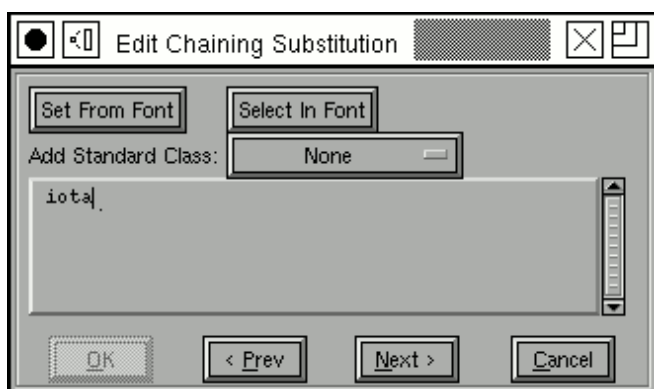 Edit Chaining Substitution
Set From Font Select In Font
Add Standard Class: None
iota
OK < Prev Next > Cancel